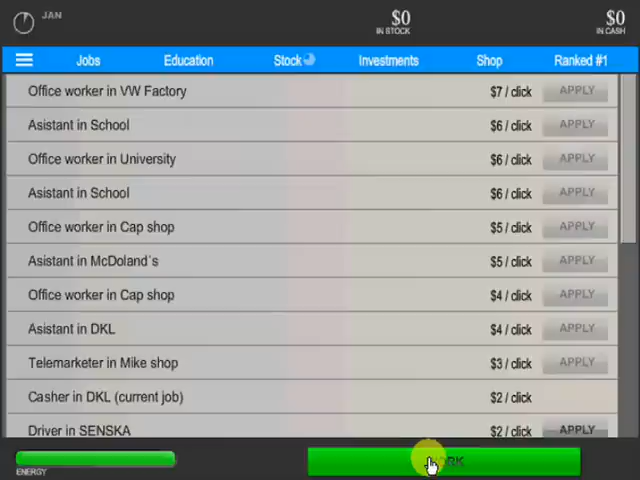 JAN
$0
IN STOCK
$0
IN CASH
Jobs Education Stock Investments Shop Ranked #1
Office worker in VW Factory $7 / click APPLY
Asistant in School $6 / click APPLY
Office worker in University $6 / click APPLY
Asistant in School $6 / click APPLY
Office worker in Cap shop $5 / click APPLY
Asistant in McDoland`s $5 / click APPLY
Office worker in Cap shop $4 / click APPLY
Asistant in DKL $4 / click APPLY
Telemarketer in Mike shop $3 / click APPLY
Casher in DKL (current job) $2 / click
Driver in SENSKA $2 / click APPLY
ENERGY